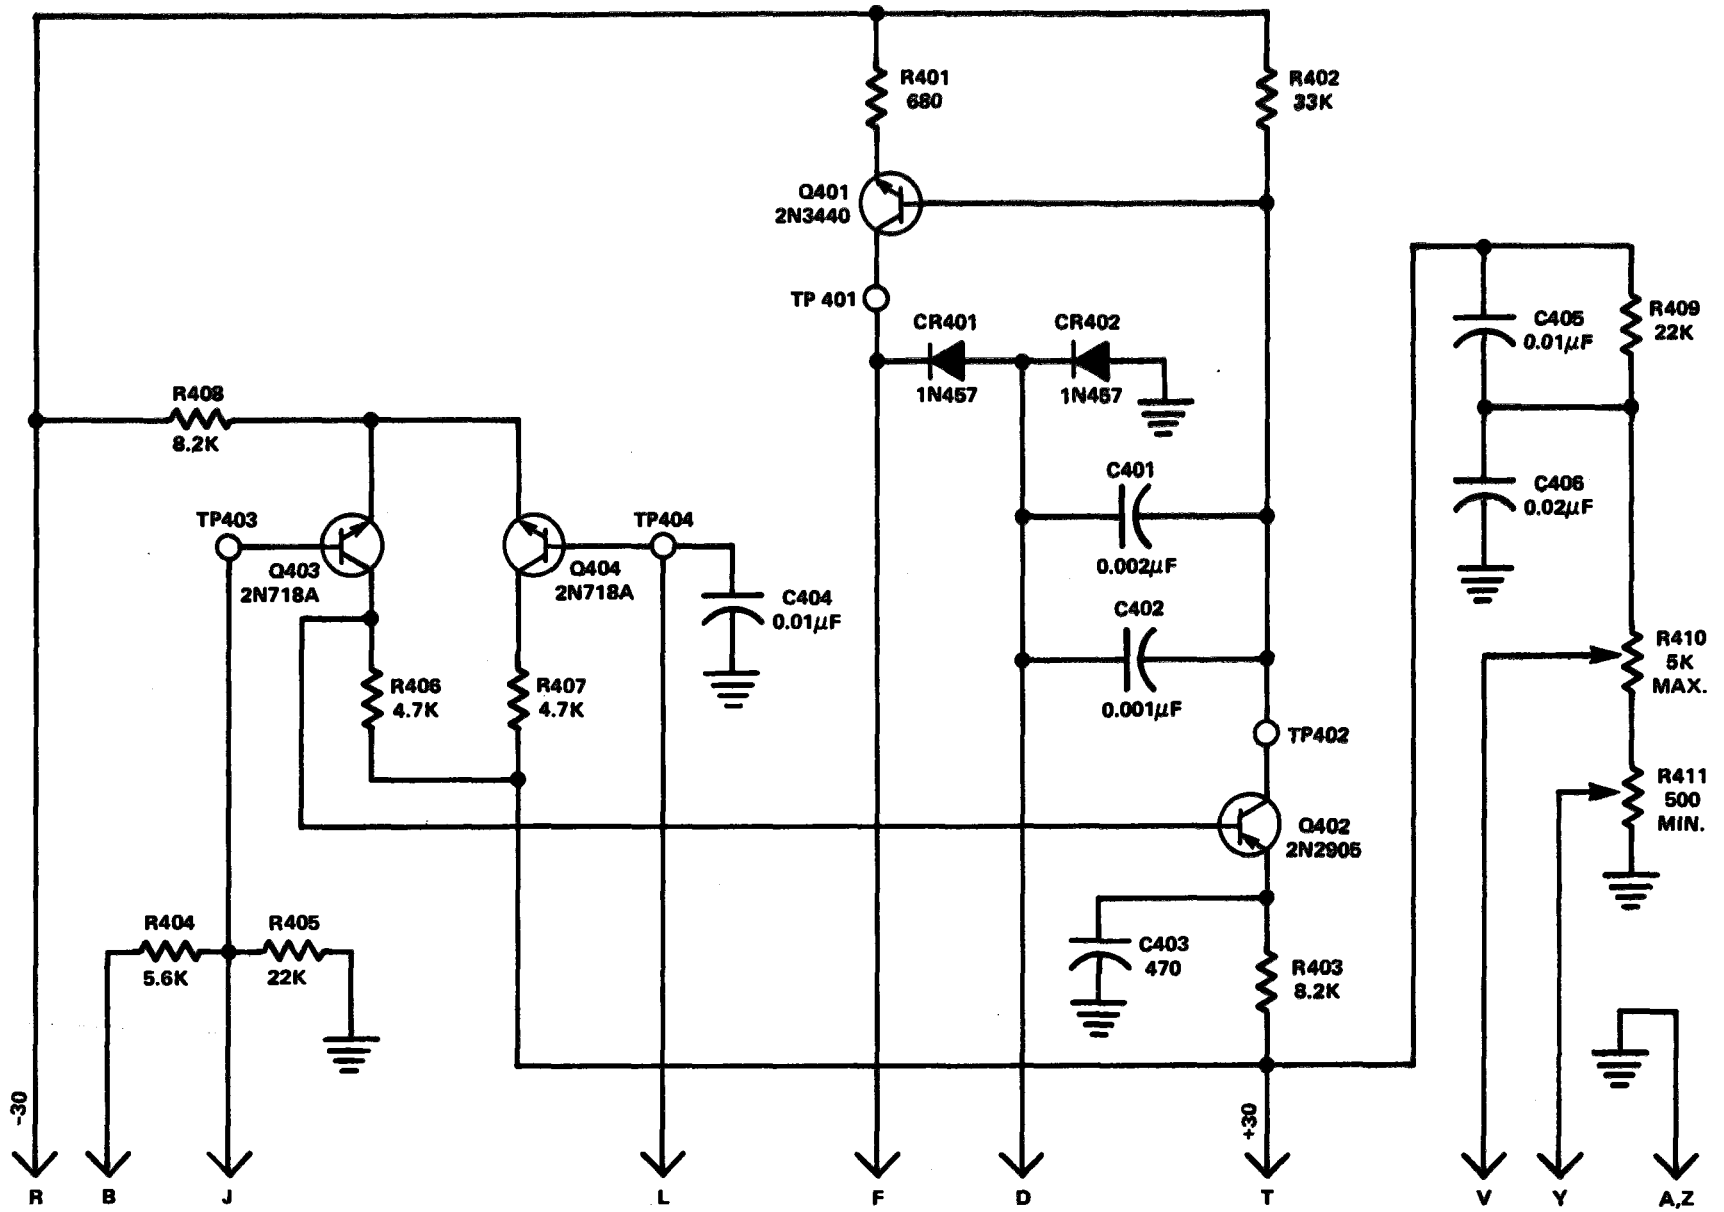 R401
680
R402
33K
Q401
2N3440
TP 401
CR401
1N457
CR402
1N457
C405
0.01μF
R409
22K
R408
8.2K
C401
0.002μF
C406
0.02μF
TP403
Q403
2N718A
Q404
2N718A
TP404
C404
0.01μF
C402
0.001μF
R406
4.7K
R407
4.7K
TP402
R410
5K
MAX.
R411
500
MIN.
Q402
2N2905
R404
5.6K
R405
22K
C403
470
R403
8.2K
-30
+30
R
B
J
L
F
D
T
V
Y
A,Z